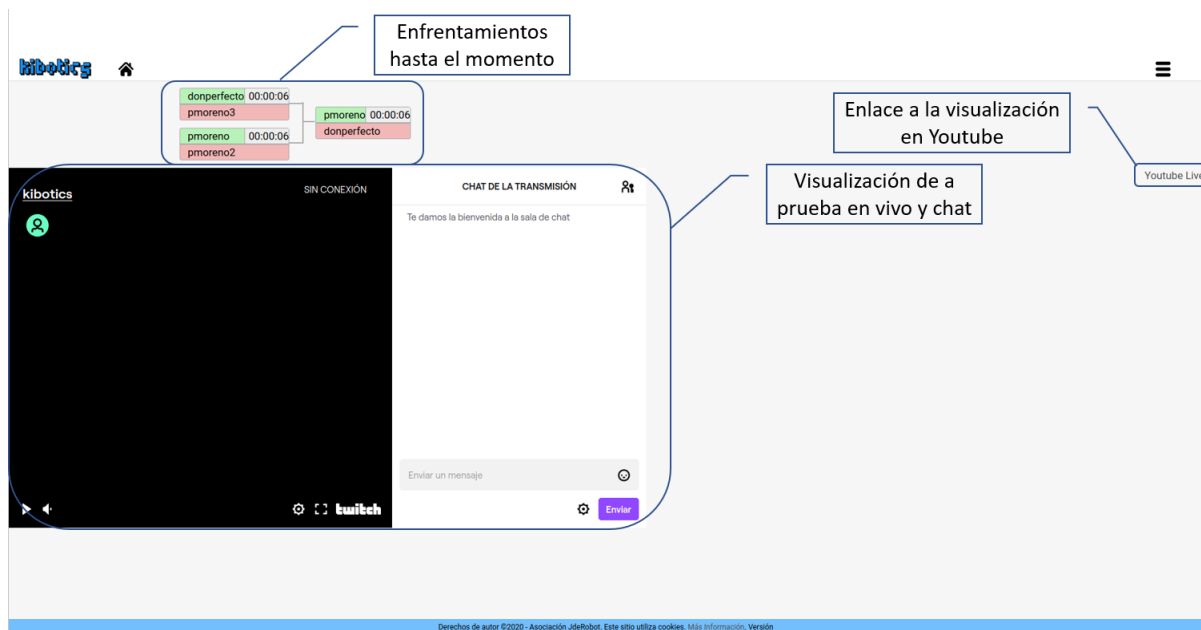 Enfrentamientos
hasta el momento
kibotics
donperfecto 00:00:06
pmoreno3
pmoreno 00:00:06
pmoreno2
pmoreno 00:00:06
donperfecto
Enlace a la visualización
en Youtube
Youtube Live
Visualización de a
prueba en vivo y chat
kibotics
SIN CONEXIÓN
CHAT DE LA TRANSMISIÓN
Te damos la bienvenida a la sala de chat
Enviar un mensaje
twitch
Enviar
Derechos de autor ©2020 - Asociación JdeRobot. Este sitio utiliza cookies. Más Información. Versión